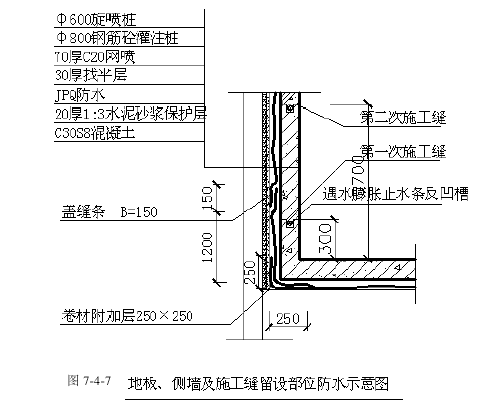 Φ600旋喷桩
Φ800钢筋砼灌注桩
70厚C20网喷
30厚找半层
JPQ防水
20厚1:3水泥砂浆保护层
C30S8混凝土
第二次施工缝
第一次施工缝
700
遇水膨胀止水条反凹槽
150
盖缝条 B=150
300
1200
250
卷材附加层250×250
250
图 7-4-7 地板、侧墙及施工缝留设部位防水示意图